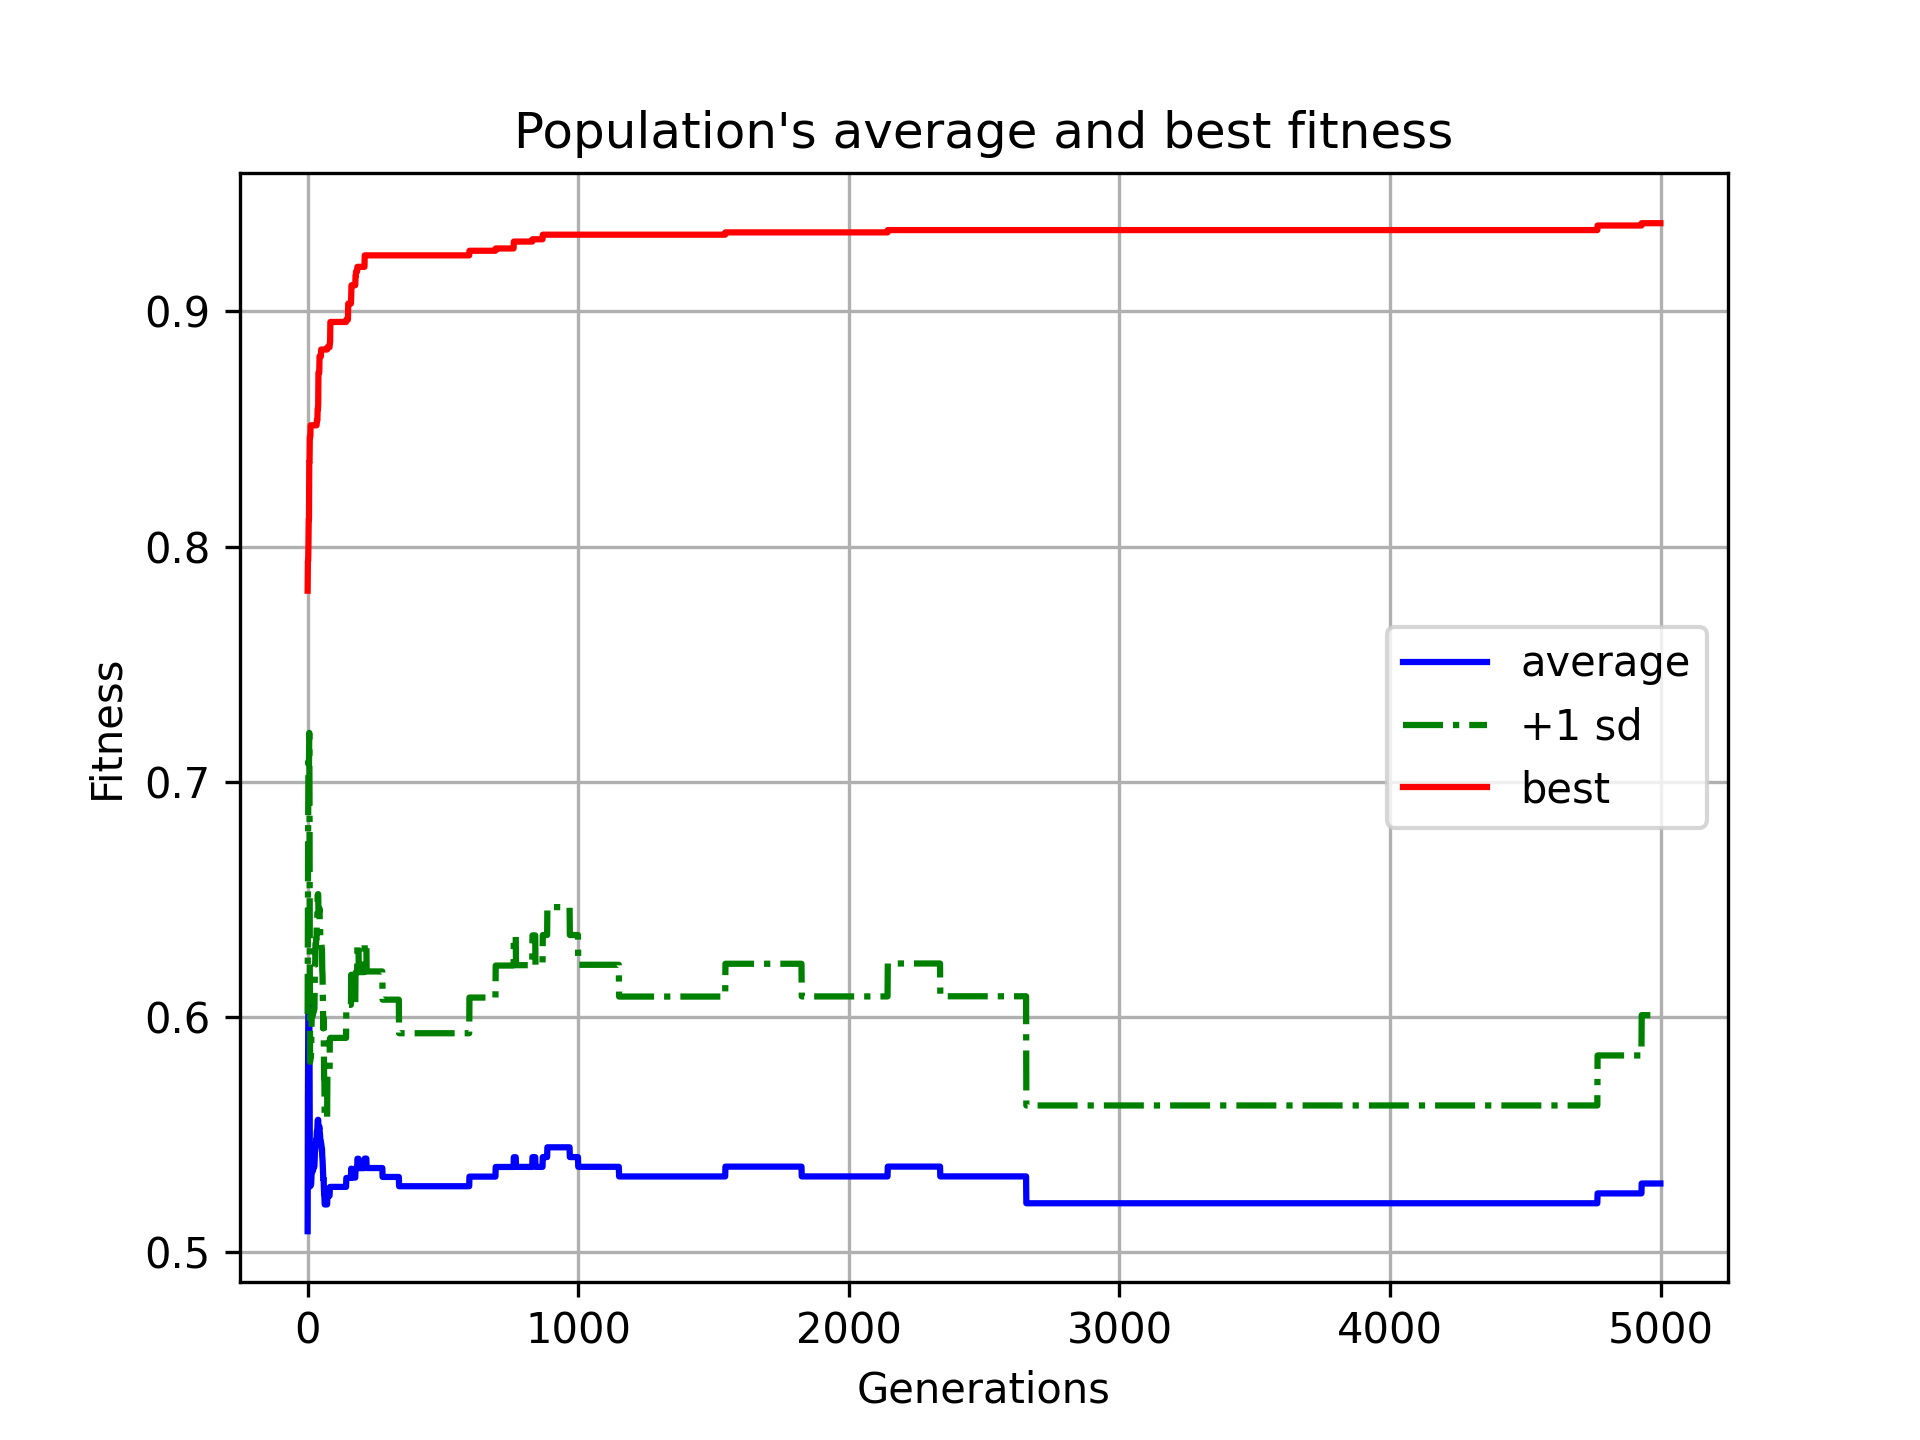 Population's average and best fitness
Fitness
0.9
0.8
0.7
0.6
0.5
average
+1 sd
best
0 1000 2000 3000 4000 5000
Generations